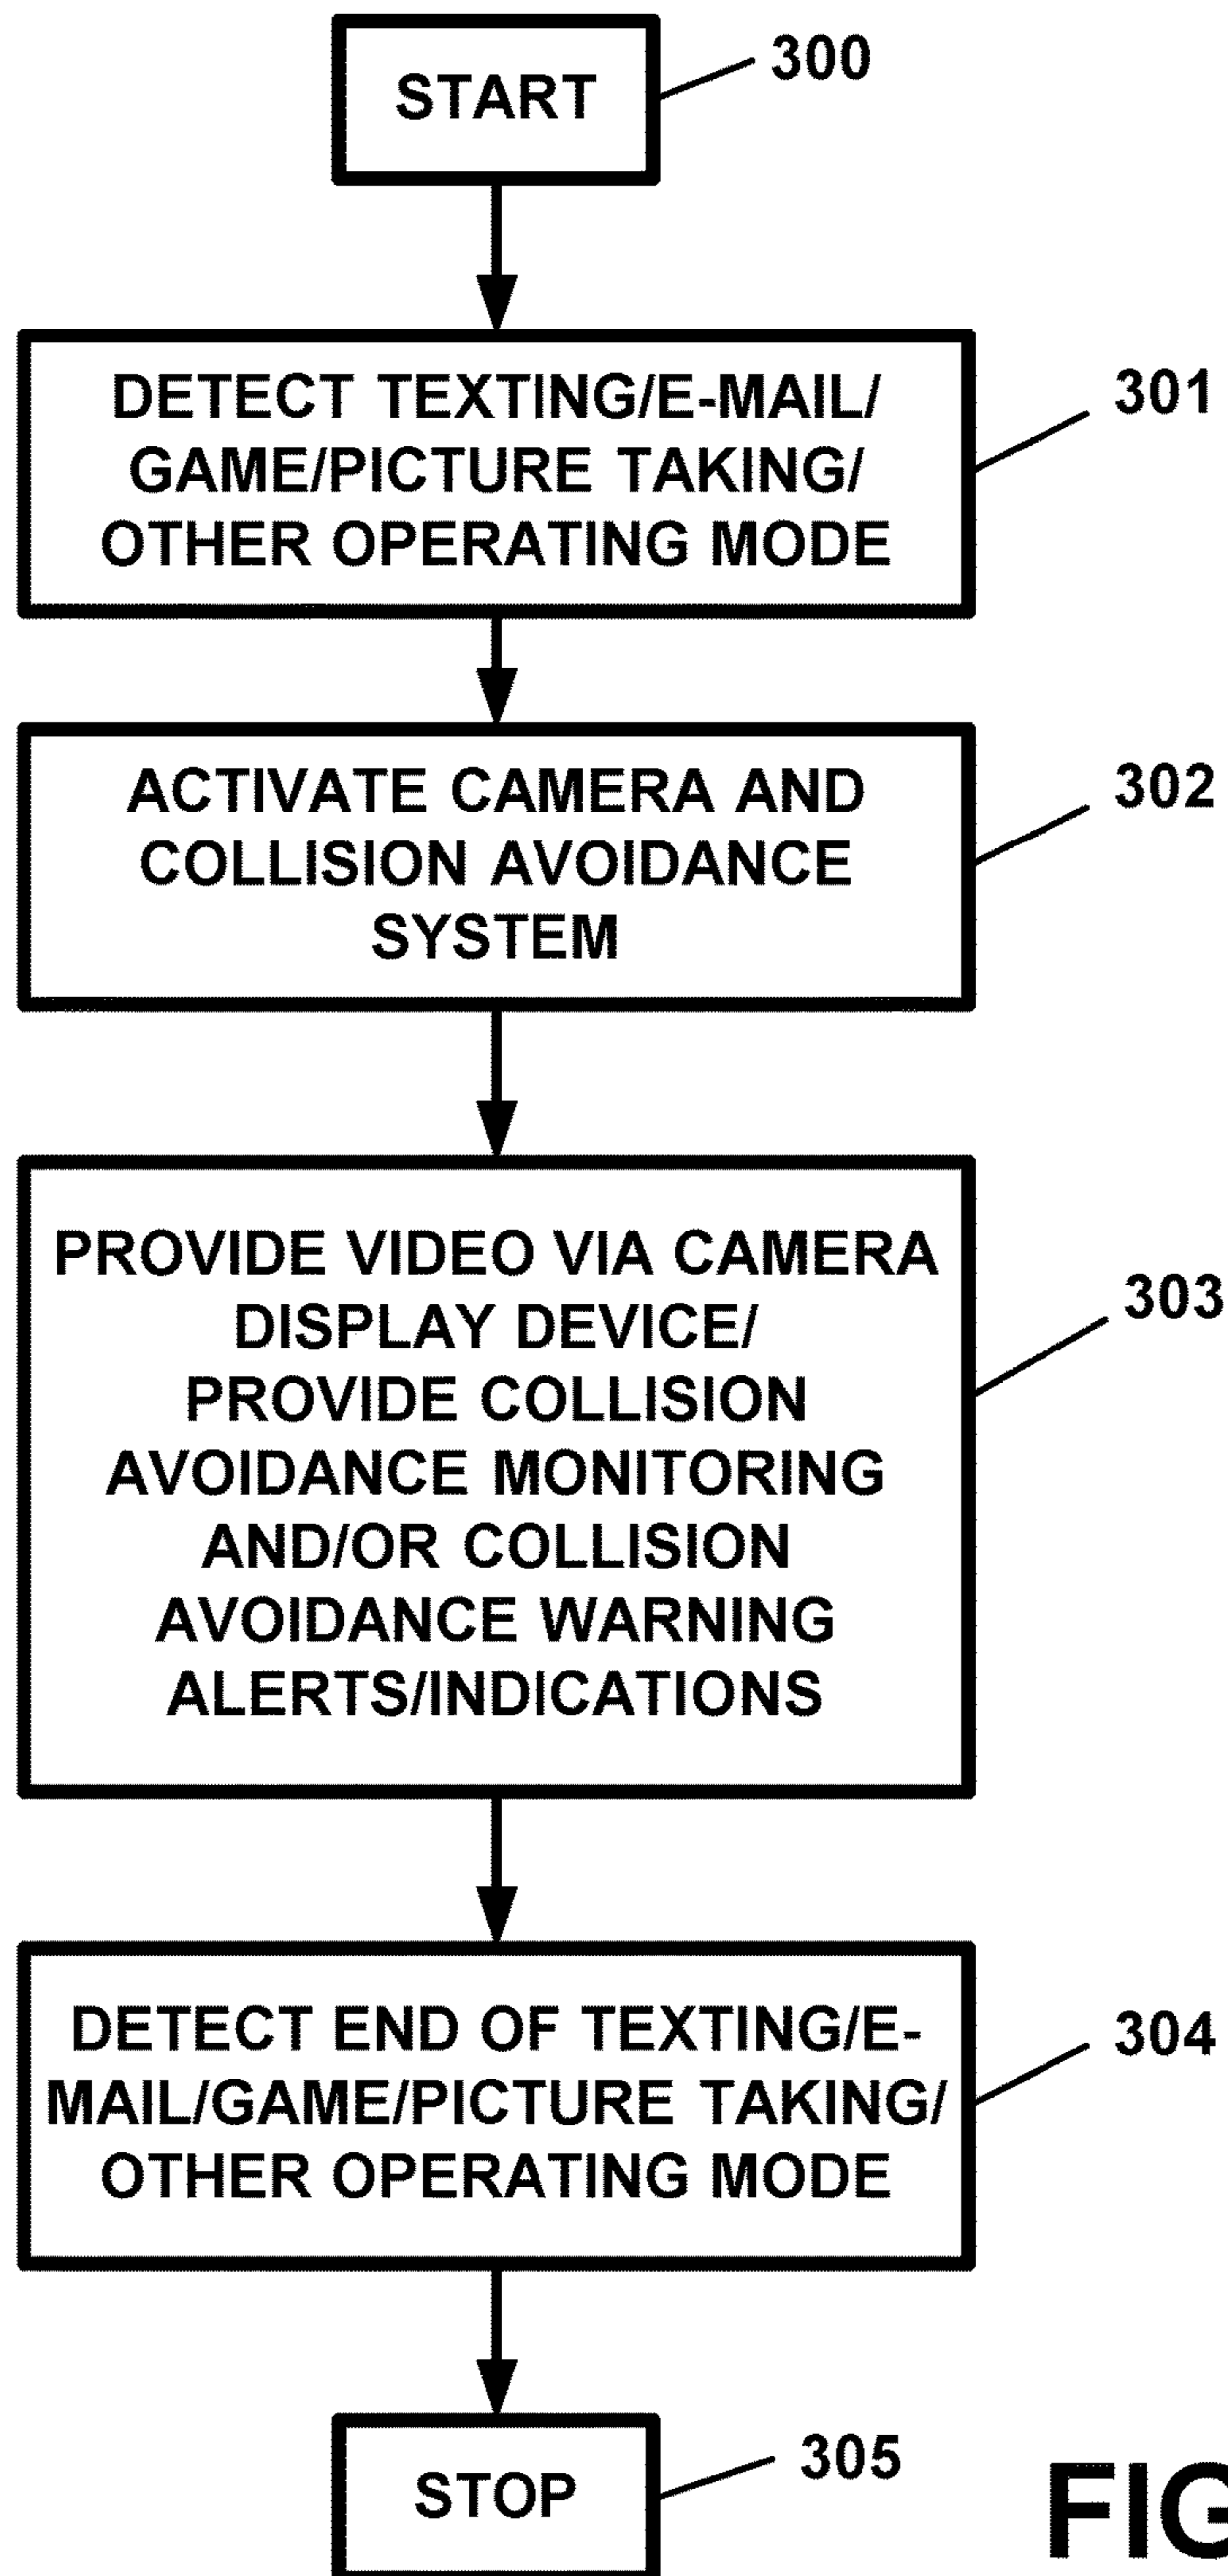 START
300
DETECT TEXTING/E-MAIL/
GAME/PICTURE TAKING/
OTHER OPERATING MODE
301
ACTIVATE CAMERA AND
COLLISION AVOIDANCE
SYSTEM
302
PROVIDE VIDEO VIA CAMERA
DISPLAY DEVICE/
PROVIDE COLLISION
AVOIDANCE MONITORING
AND/OR COLLISION
AVOIDANCE WARNING
ALERTS/INDICATIONS
303
DETECT END OF TEXTING/E-
MAIL/GAME/PICTURE TAKING/
OTHER OPERATING MODE
304
STOP
305
FIG